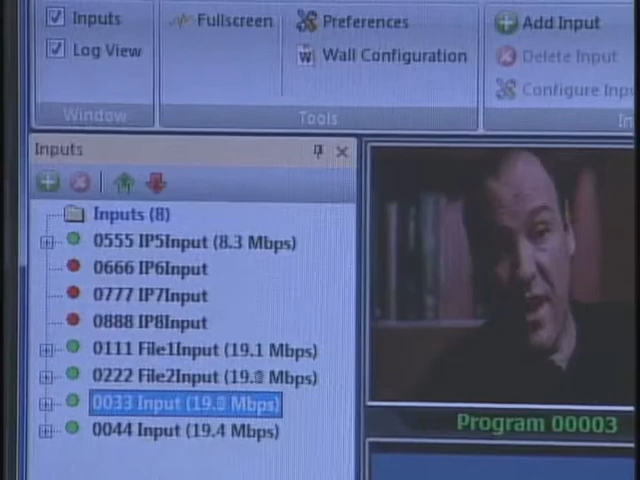 Inputs
Log View
Window
Fullscreen
Preferences
Wall Configuration
Tools
Add Input
Delete Input
Configure
Inputs
Inputs (8)
0555 IP5Input (8.3 Mbps)
0666 IP6Input
0777 IP7Input
0888 IP8Input
0111 File1Input (19.1 Mbps)
0222 File2Input
0033 Input
0044 Input (19.4 Mbps)
Program 00003